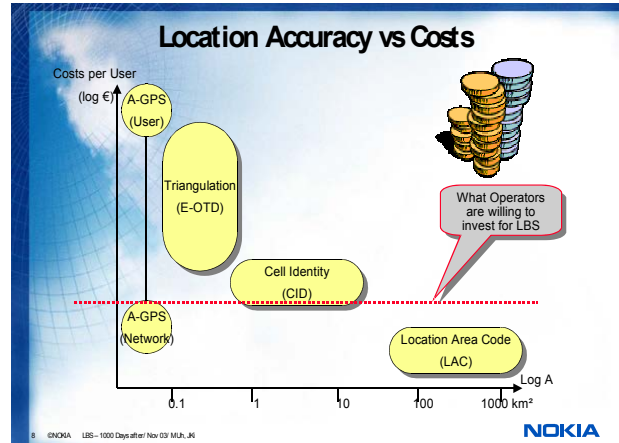 Location Accuracy vs Costs
Costs per User
(log €)
A-GPS
(User)
Triangulation
(E-OTD)
What Operators
are willing to
invest for LBS
Cell Identity
(CID)
A-GPS
(Network)
Location Area Code
(LAC)
Log A
0.1 1 10 100 1000 km²
8 ©NOKIA LBS – 1000 Days after/ Nov 03/ MUh, JKi
NOKIA